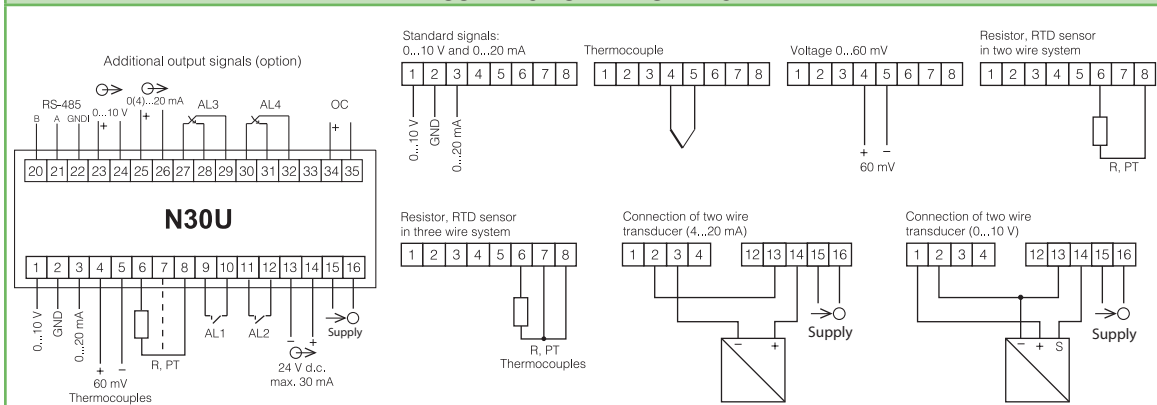 Additional output signals (option)
RS-485
B A GNDI
0...10 V
+
0(4)...20 mA
+
AL3
AL4
OC
+
20 21 22 23 24 25 26 27 28 29 30 31 32 33 34 35
N30U
1 2 3 4 5 6 7 8 9 10 11 12 13 14 15 16
0...10 V
GND
0...20 mA
+ −
60 mV
Thermocouples
R, PT
AL1
AL2
− +
24 V d.c.
max. 30 mA
Supply
Standard signals:
0...10 V and 0...20 mA
1 2 3 4 5 6 7 8
0...10 V
GND
0...20 mA
Thermocouple
1 2 3 4 5 6 7 8
Voltage 0...60 mV
1 2 3 4 5 6 7 8
+ −
60 mV
Resistor, RTD sensor
in two wire system
1 2 3 4 5 6 7 8
R, PT
Resistor, RTD sensor
in three wire system
1 2 3 4 5 6 7 8
R, PT
Thermocouples
Connection of two wire
transducer (4...20 mA)
1 2 3 4 12 13 14 15 16
Supply
− +
Connection of two wire
transducer (0...10 V)
1 2 3 4 12 13 14 15 16
Supply
− + S